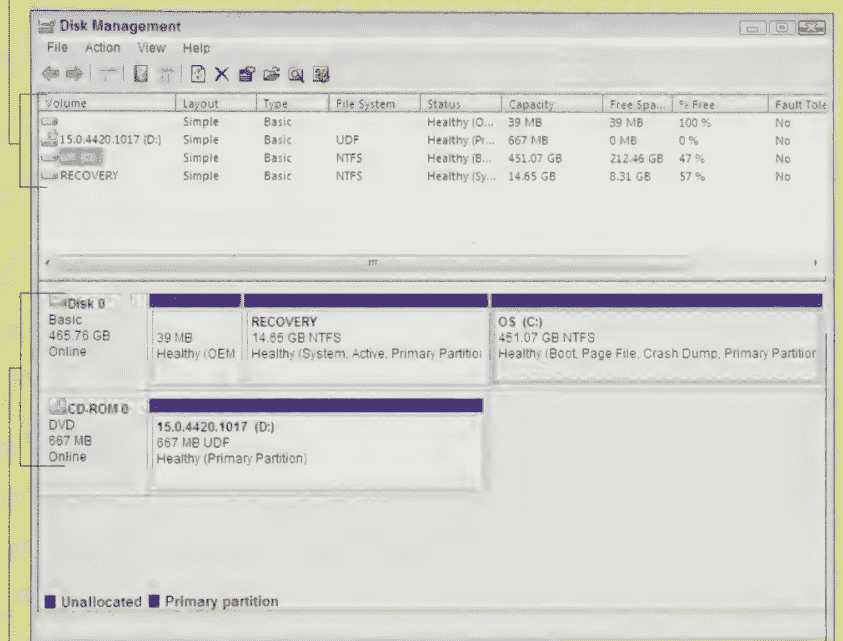 Disk Management
File Action View Help
Volume Layout Type File System Status Capacity Free Spa... % Free Fault Tole
Simple Basic Healthy (O... 39 MB 39 MB 100 % No
15.0.4420.1017 (D:) Simple Basic UDF Healthy (Pr... 667 MB 0 MB 0 % No
Simple Basic NTFS Healthy (B... 451.07 GB 212.46 GB 47 % No
RECOVERY Simple Basic NTFS Healthy (Sy... 14.65 GB 8.31 GB 57 % No
Disk 0
Basic
465.76 GB
Online
39 MB
Healthy (OEM
RECOVERY
14.65 GB NTFS
Healthy (System, Active, Primary Partitio
OS (C:)
451.07 GB NTFS
Healthy (Boot, Page File, Crash Dump, Primary Partition
CD-ROM 0
DVD
667 MB
Online
15.0.4420.1017 (D:)
667 MB UDF
Healthy (Primary Partition)
Unallocated Primary partition